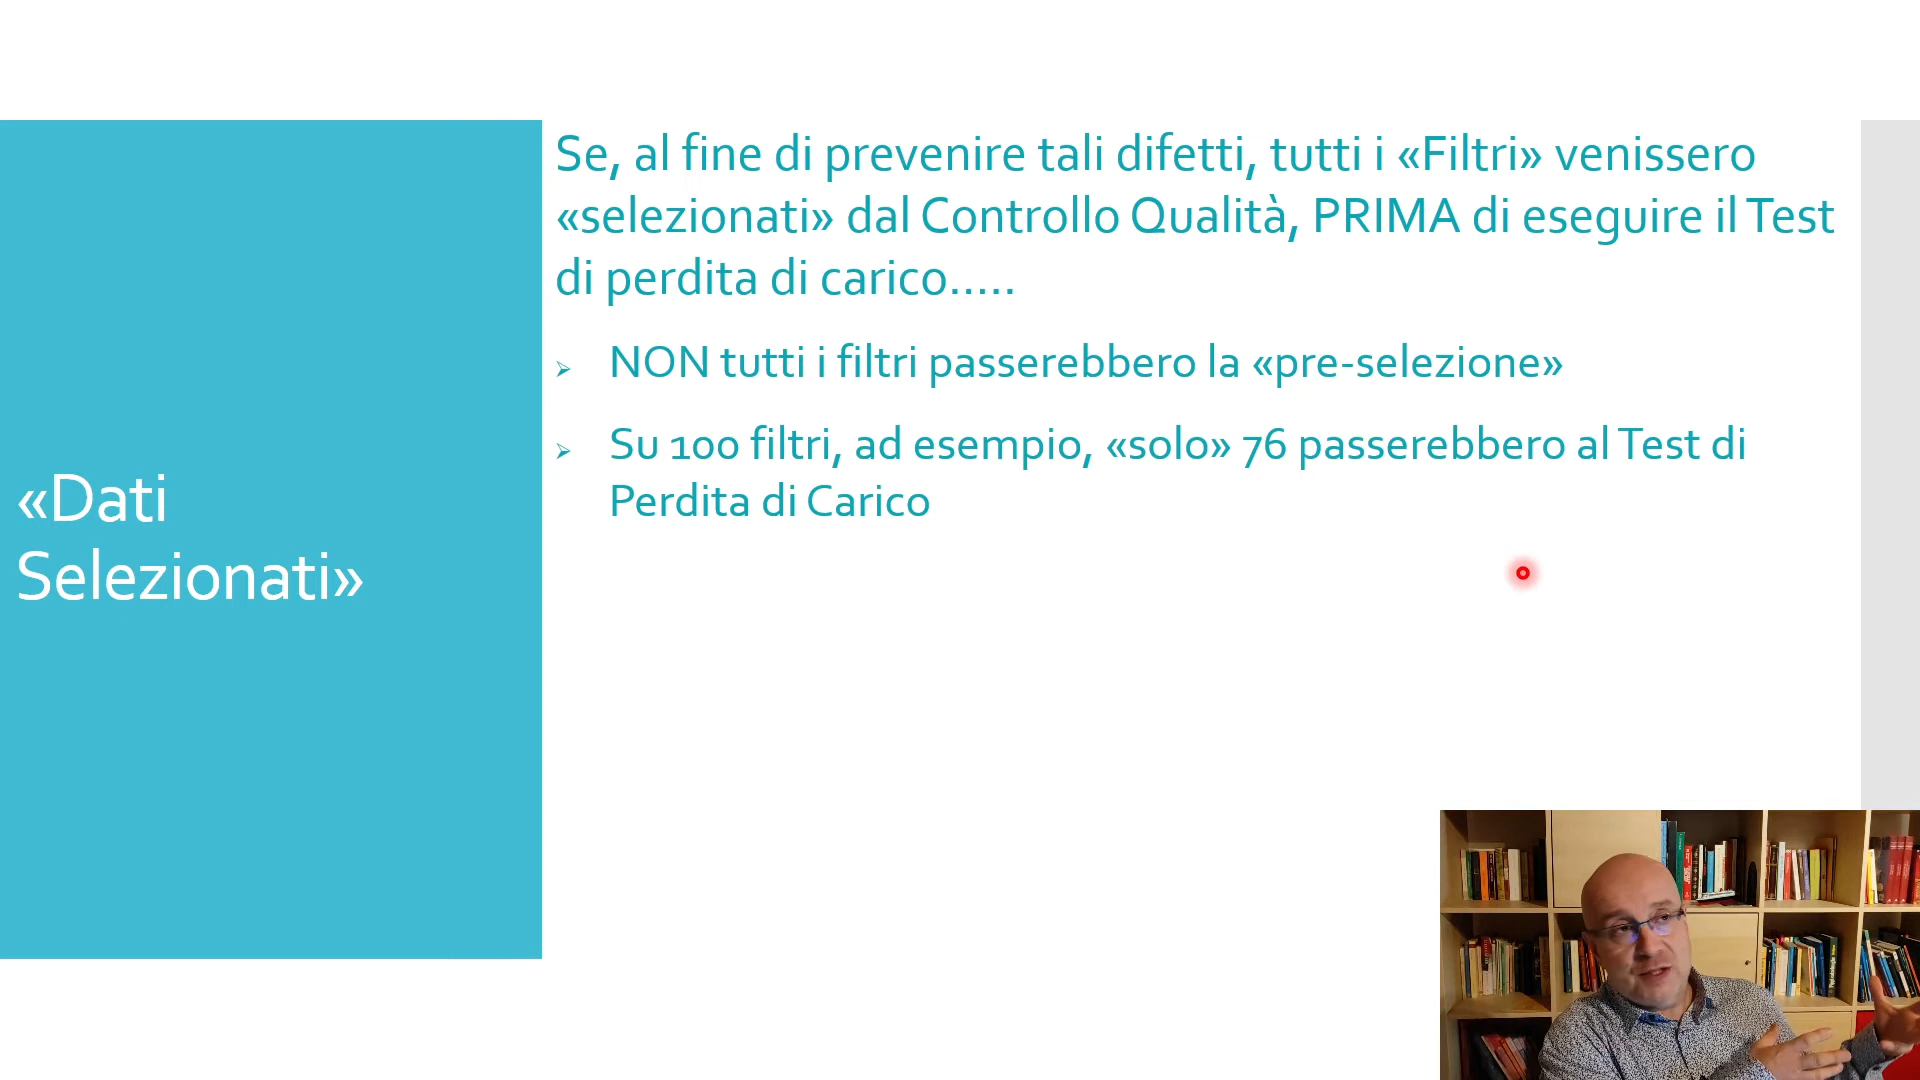 «Dati
Selezionati»
Se, al fine di prevenire tali difetti, tutti i «Filtri» venissero
«selezionati» dal Controllo Qualità, PRIMA di eseguire il Test
di perdita di carico.....
NON tutti i filtri passerebbero la «pre-selezione»
Su 100 filtri, ad esempio, «solo» 76 passerebbero al Test di
Perdita di Carico